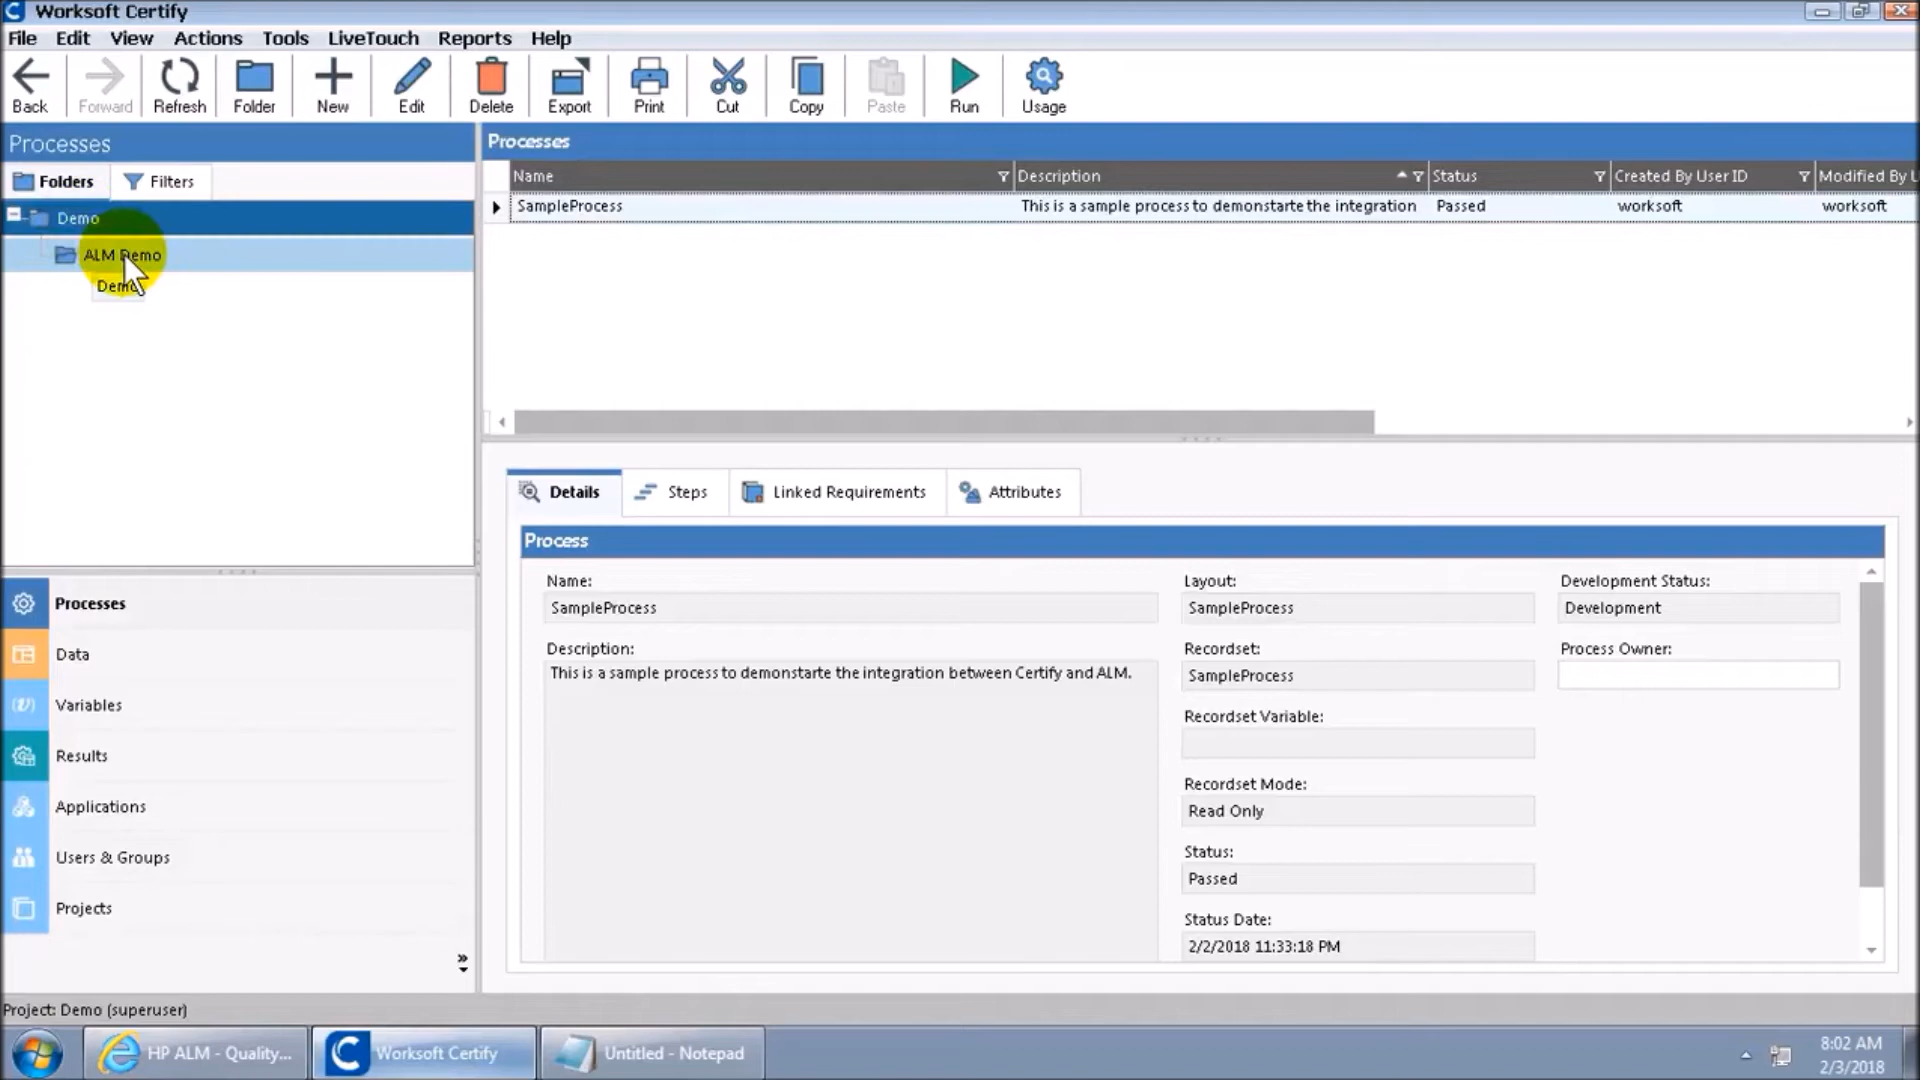 Worksoft Certify
File Edit View Actions Tools LiveTouch Reports Help
Back Forward Refresh Folder New Edit Delete Export Print Cut Copy Paste Run Usage
Processes
Folders Filters
Demo
ALM Demo
Demo
Processes
Name Description Status Created By User ID Modified By U
SampleProcess This is a sample process to demonstarte the integration Passed worksoft worksoft
Details Steps Linked Requirements Attributes
Process
Name:
SampleProcess
Description:
This is a sample process to demonstarte the integration between Certify and ALM.
Layout:
SampleProcess
Recordset:
SampleProcess
Recordset Variable:
Recordset Mode:
Read Only
Status:
Passed
Status Date:
2/2/2018 11:33:18 PM
Development Status:
Development
Process Owner:
Processes
Data
Variables
Results
Applications
Users & Groups
Projects
Project: Demo (superuser)
HP ALM - Quality... Worksoft Certify Untitled - Notepad
8:02 AM
2/3/2018